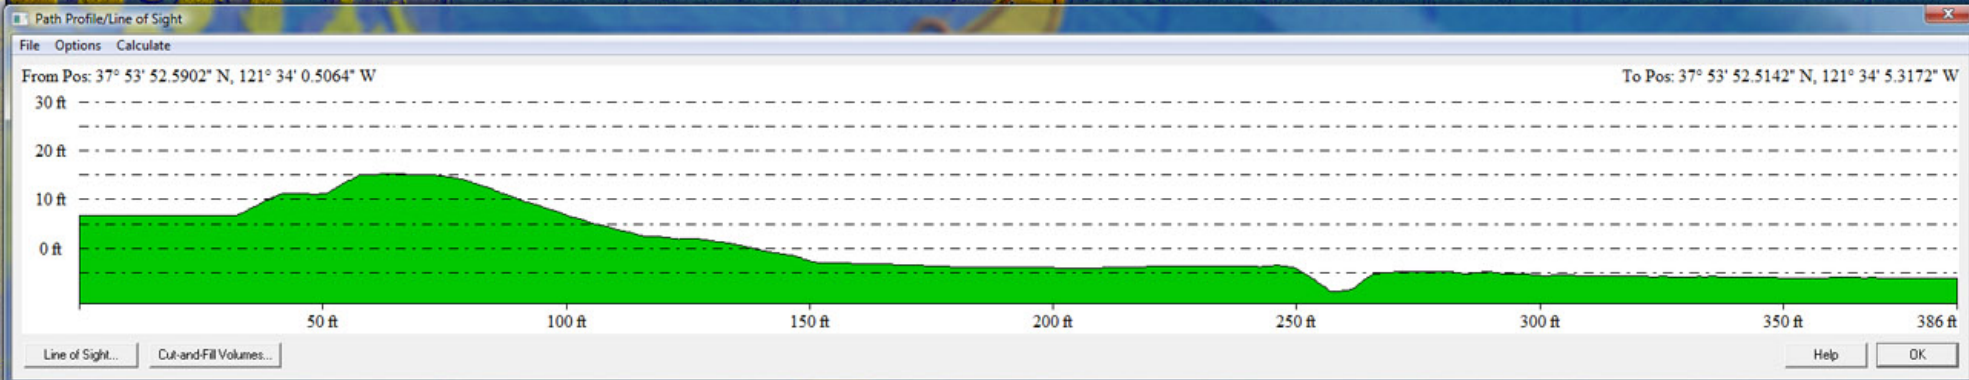 Path Profile/Line of Sight
File Options Calculate
From Pos: 37° 53' 52.5902" N, 121° 34' 0.5064" W To Pos: 37° 53' 52.5142" N, 121° 34' 5.3172" W
30 ft
20 ft
10 ft
0 ft
50 ft 100 ft 150 ft 200 ft 250 ft 300 ft 350 ft 386 ft
Line of Sight... Cut-and-Fill Volumes... Help OK